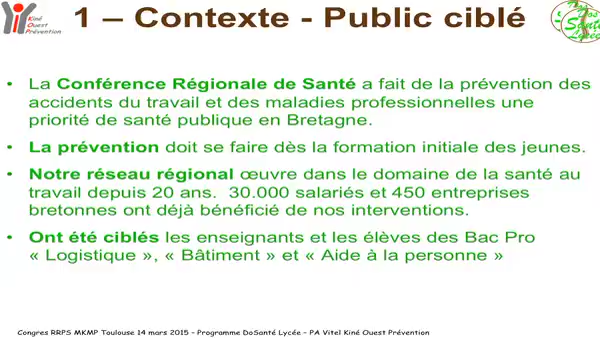 Kiné
Ouest
Prévention
1 – Contexte - Public ciblé
Santé
Lycée
• La Conférence Régionale de Santé a fait de la prévention des
accidents du travail et des maladies professionnelles une
priorité de santé publique en Bretagne.
• La prévention doit se faire dès la formation initiale des jeunes.
• Notre réseau régional œuvre dans le domaine de la santé au
travail depuis 20 ans.  30.000 salariés et 450 entreprises
bretonnes ont déjà bénéficié de nos interventions.
• Ont été ciblés les enseignants et les élèves des Bac Pro
« Logistique », « Bâtiment » et « Aide à la personne »
Congres RRPS MKMP Toulouse 14 mars 2015 – Programme DoSanté Lycée – PA Vitel Kiné Ouest Prévention